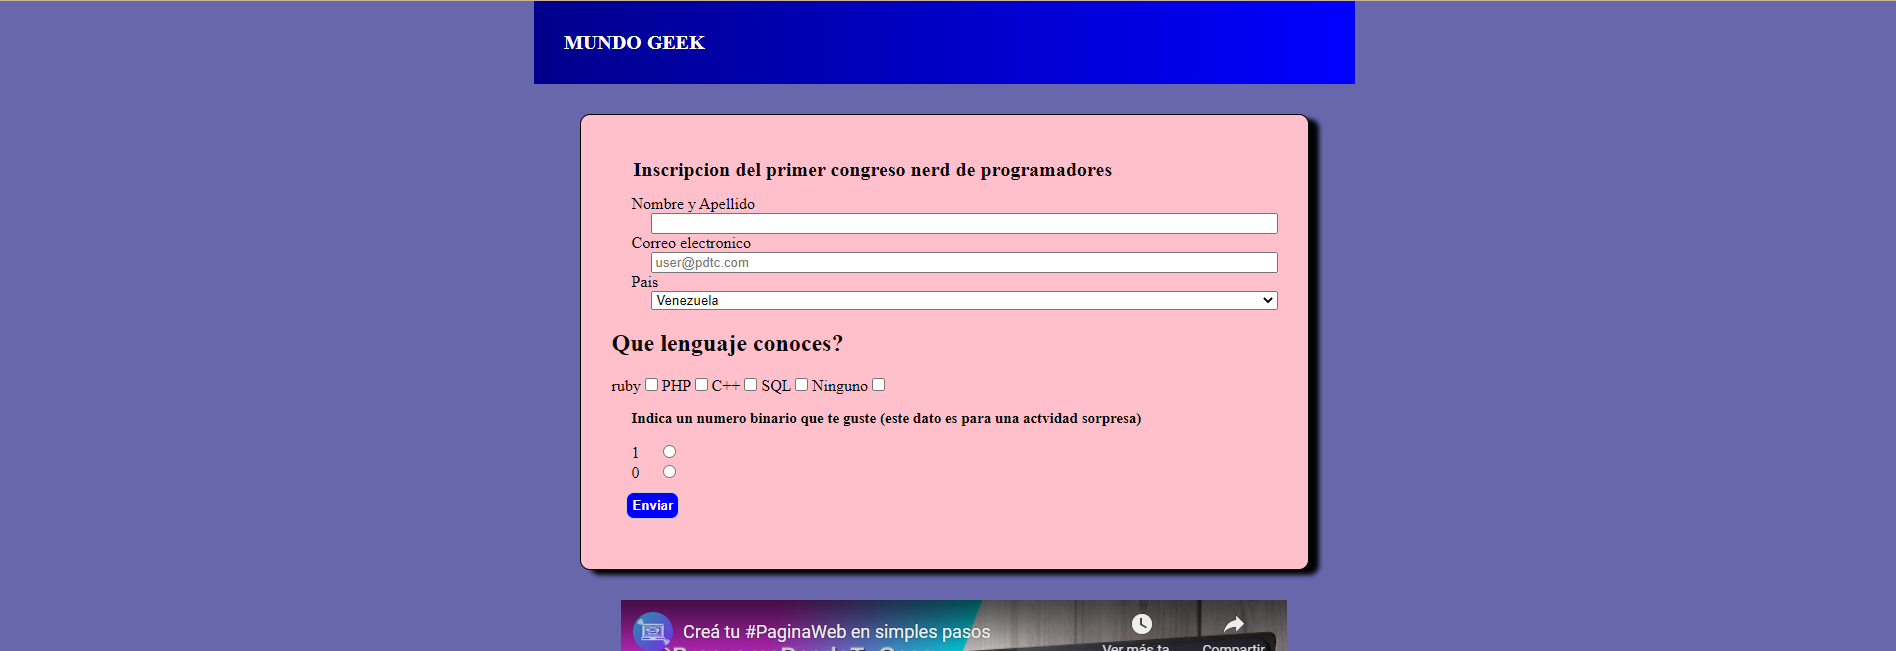 MUNDO GEEK
Inscripcion del primer congreso nerd de programadores
Nombre y Apellido
Correo electronico
user@pdtc.com
Pais
Venezuela
Que lenguaje conoces?
ruby PHP C++ SQL Ninguno
Indica un numero binario que te guste (este dato es para una actvidad sorpresa)
1
0
Enviar
Creá tu #PaginaWeb en simples pasos
Ver más ta Compartir